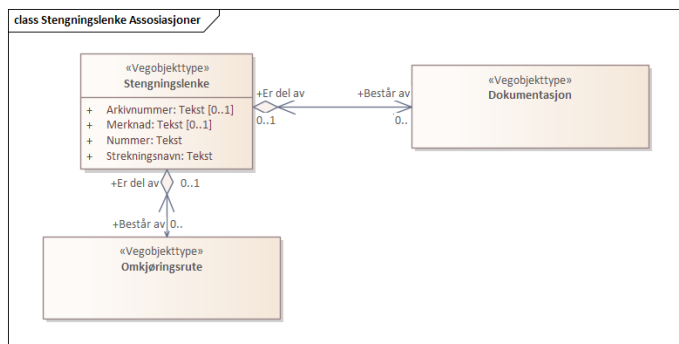 class Stengningslenke Assosiasjoner
«Vegobjekttype»
Stengningslenke
+ Arkivnummer: Tekst [0..1]
+ Merknad: Tekst [0..1]
+ Nummer: Tekst
+ Strekningsnavn: Tekst
+Er del av
0..1
+Består av
0..
«Vegobjekttype»
Dokumentasjon
+Er del av 0..1
+Består av 0..
«Vegobjekttype»
Omkjøringsrute